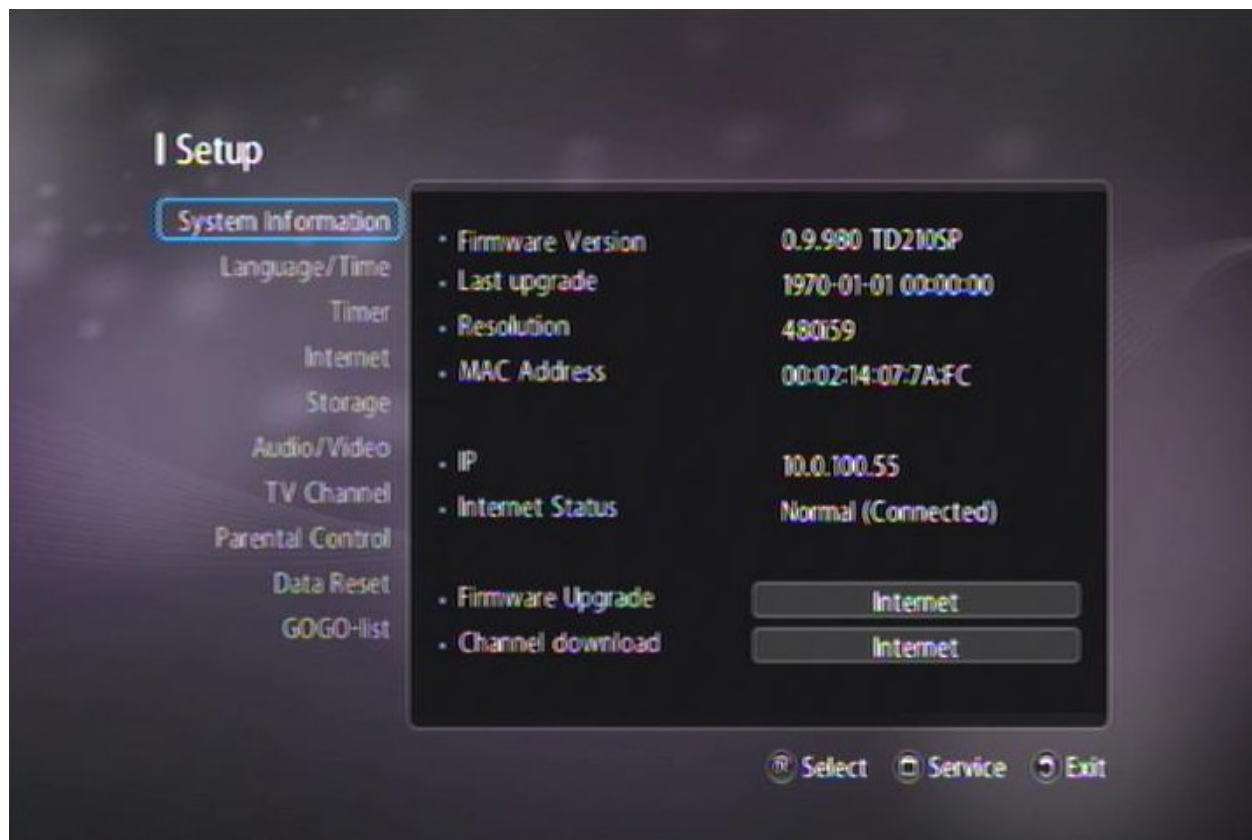 Setup
System Information
Language/Time
Timer
Internet
Storage
Audio/Video
TV Channel
Parental Control
Data Reset
GOGO-list
Firmware Version 0.9.980 TD210SP
Last upgrade 1970-01-01 00:00:00
Resolution 480i59
MAC Address 00:02:14:07:7A:FC
IP 10.0.100.55
Internet Status Normal (Connected)
Firmware Upgrade Internet
Channel download Internet
OK Select Service Exit